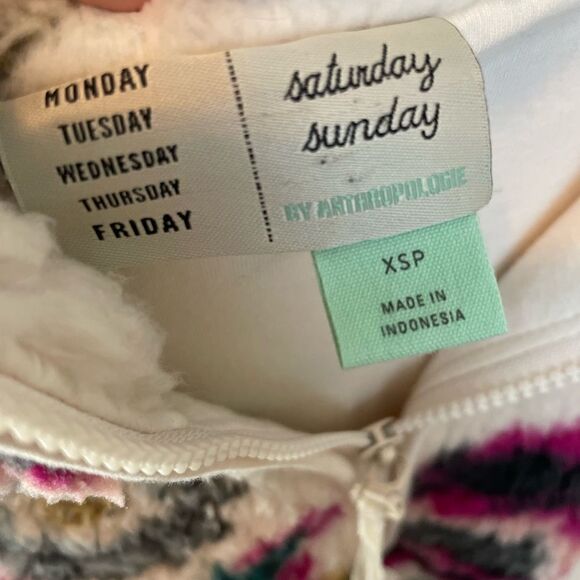 MONDAY
TUESDAY
WEDNESDAY
THURSDAY
FRIDAY
saturday
sunday
BY ANTHROPOLOGIE
XSP
MADE IN
INDONESIA